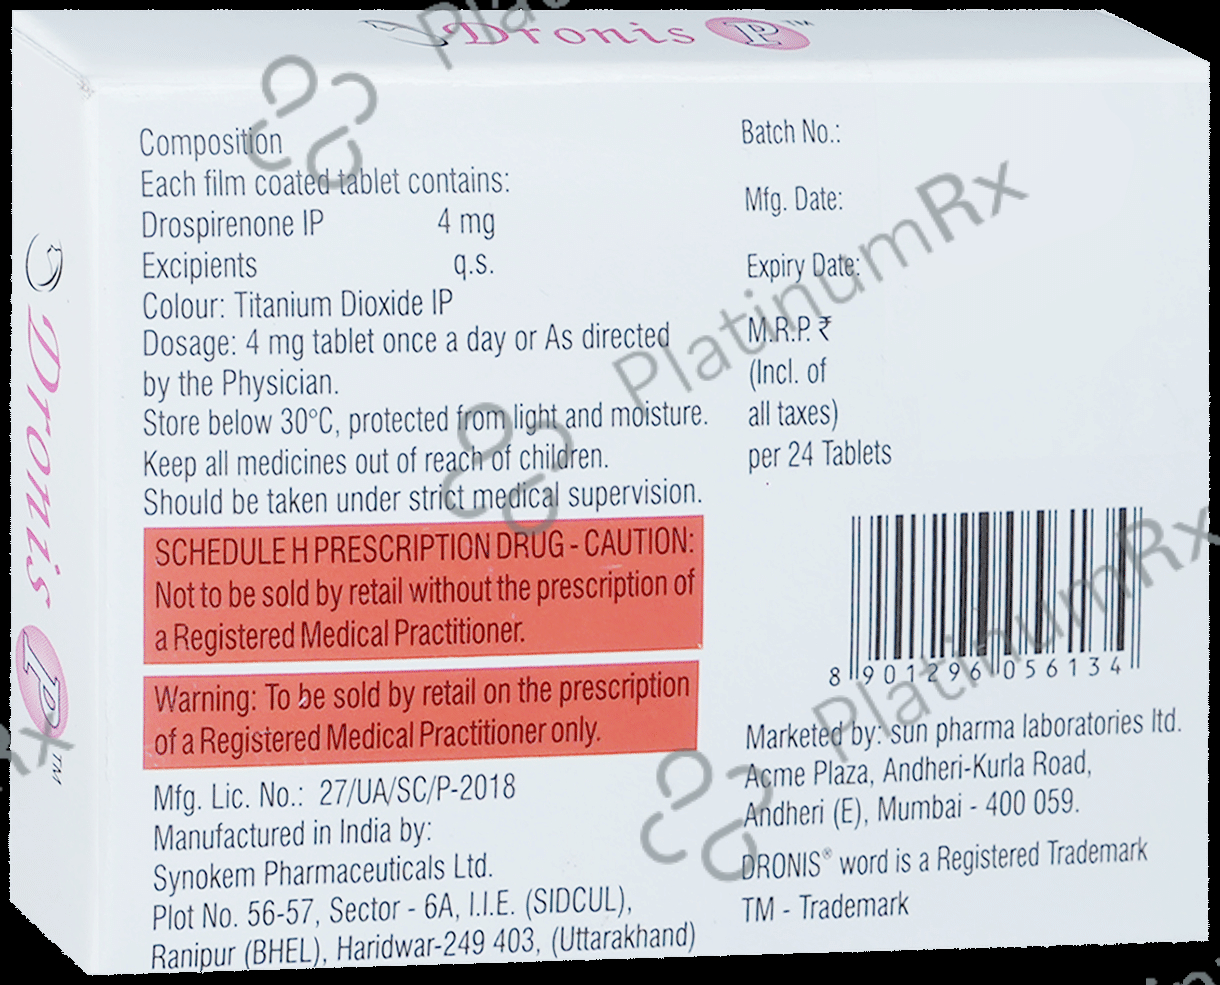 Dronis P™
Dronis P™
Composition
Each film coated tablet contains:
Drospirenone IP 4 mg
Excipients q.s.
Colour: Titanium Dioxide IP
Dosage: 4 mg tablet once a day or As directed
by the Physician.
Store below 30°C, protected from light and moisture.
Keep all medicines out of reach of children.
Should be taken under strict medical supervision.
SCHEDULE H PRESCRIPTION DRUG - CAUTION:
Not to be sold by retail without the prescription of
a Registered Medical Practitioner.
Warning: To be sold by retail on the prescription
of a Registered Medical Practitioner only.
Mfg. Lic. No.: 27/UA/SC/P-2018
Manufactured in India by:
Synokem Pharmaceuticals Ltd.
Plot No. 56-57, Sector - 6A, I.I.E. (SIDCUL),
Ranipur (BHEL), Haridwar-249 403, (Uttarakhand)
Batch No.:
Mfg. Date:
Expiry Date:
M.R.P. ₹
(Incl. of
all taxes)
per 24 Tablets
8 901296 056134
Marketed by: sun pharma laboratories ltd.
Acme Plaza, Andheri-Kurla Road,
Andheri (E), Mumbai - 400 059.
DRONIS® word is a Registered Trademark
TM - Trademark
PlatinumRx
PlatinumRx